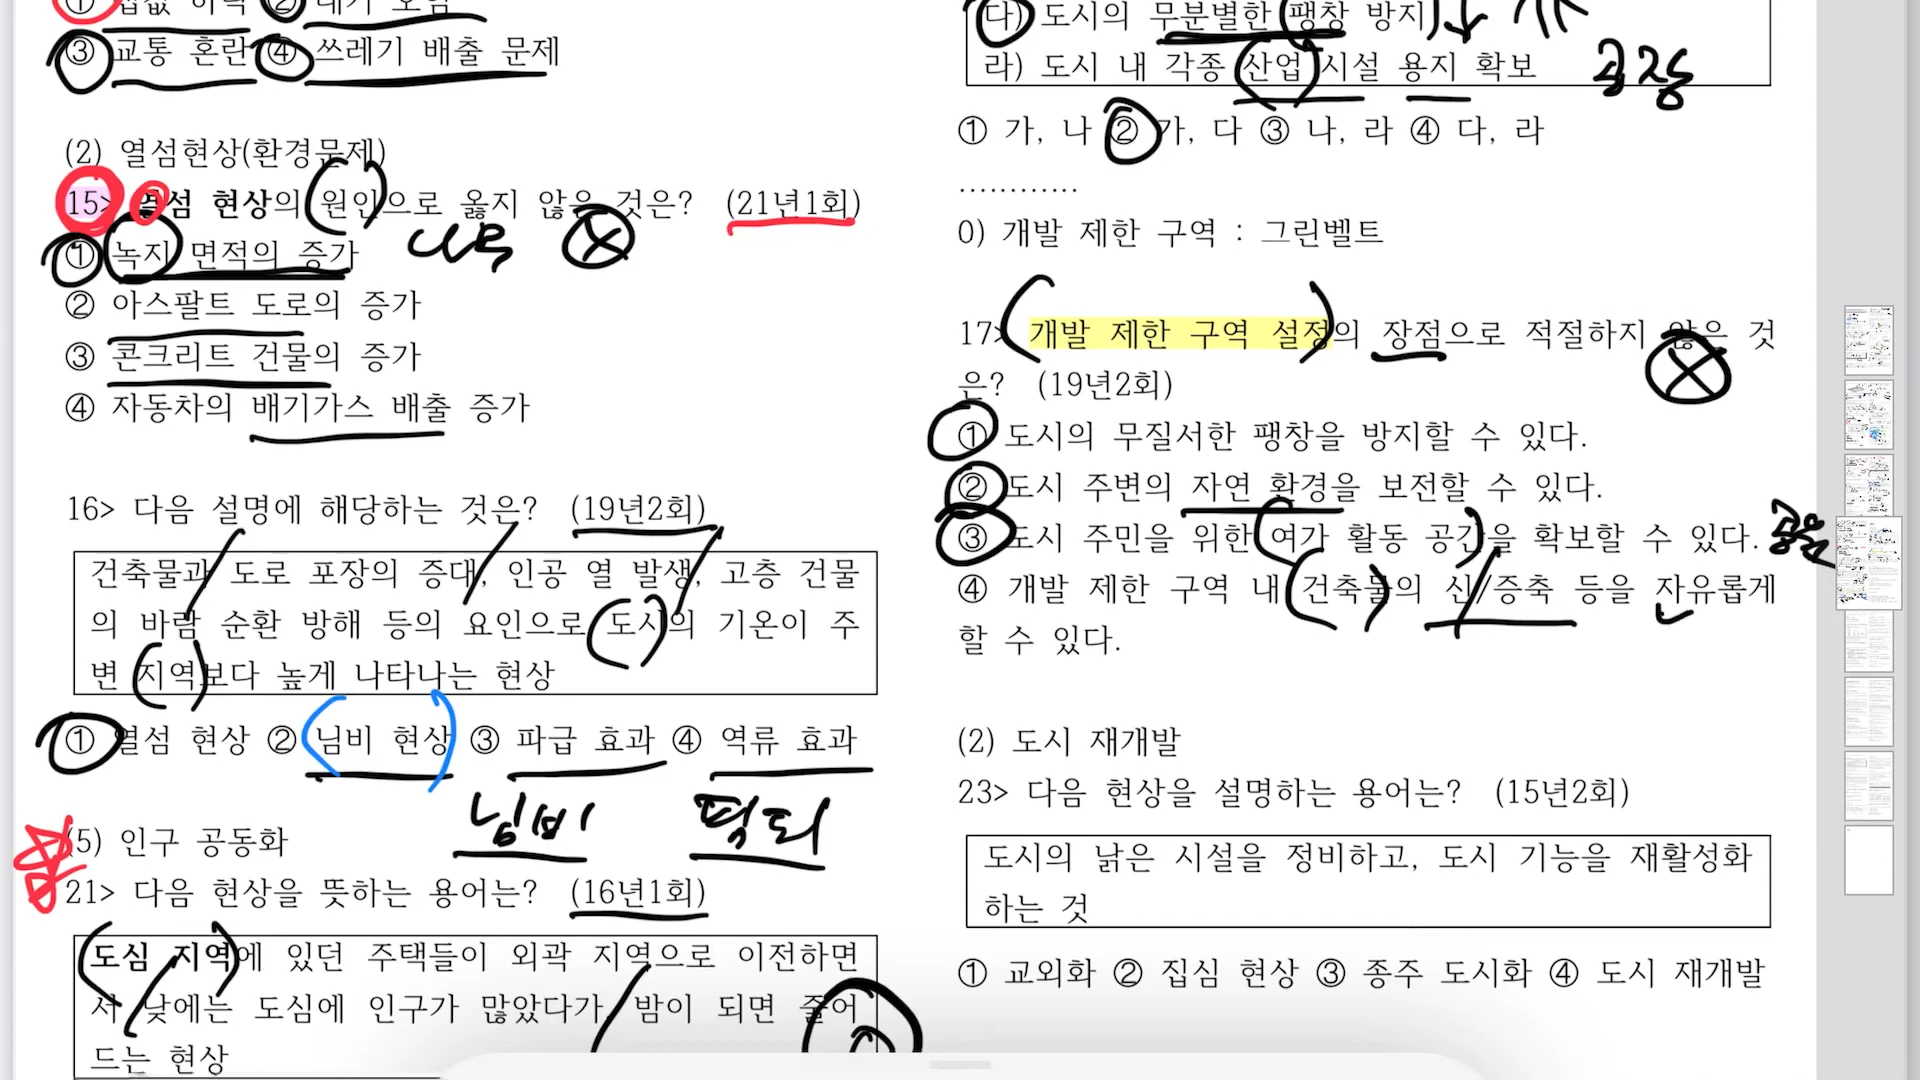 ① 집값 하락 ② 대기 오염
③ 교통 혼란 ④ 쓰레기 배출 문제
(2) 열섬현상(환경문제)
15> 열섬 현상의 원인으로 옳지 않은 것은? (21년1회)
① 녹지 면적의 증가
② 아스팔트 도로의 증가
③ 콘크리트 건물의 증가
④ 자동차의 배기가스 배출 증가
16> 다음 설명에 해당하는 것은? (19년2회)
건축물과 도로 포장의 증대, 인공 열 발생, 고층 건물
의 바람 순환 방해 등의 요인으로 도시의 기온이 주
변 지역보다 높게 나타나는 현상
① 열섬 현상 ② 님비 현상 ③ 파급 효과 ④ 역류 효과
님비
(5) 인구 공동화
21> 다음 현상을 뜻하는 용어는? (16년1회)
도심 지역에 있던 주택들이 외곽 지역으로 이전하면
서 낮에는 도심에 인구가 많았다가, 밤이 되면 줄어
드는 현상
다) 도시의 무분별한 팽창 방지
라) 도시 내 각종 산업 시설 용지 확보
공장
① 가, 나 ② 가, 다 ③ 나, 라 ④ 다, 라
............
0) 개발 제한 구역 : 그린벨트
17> 개발 제한 구역 설정의 장점으로 적절하지 않은 것
은? (19년2회)
① 도시의 무질서한 팽창을 방지할 수 있다.
② 도시 주변의 자연 환경을 보전할 수 있다.
③ 도시 주민을 위한 여가 활동 공간을 확보할 수 있다.
④ 개발 제한 구역 내 건축물의 신/증축 등을 자유롭게
할 수 있다.
(2) 도시 재개발
23> 다음 현상을 설명하는 용어는? (15년2회)
도시의 낡은 시설을 정비하고, 도시 기능을 재활성화
하는 것
① 교외화 ② 집심 현상 ③ 종주 도시화 ④ 도시 재개발